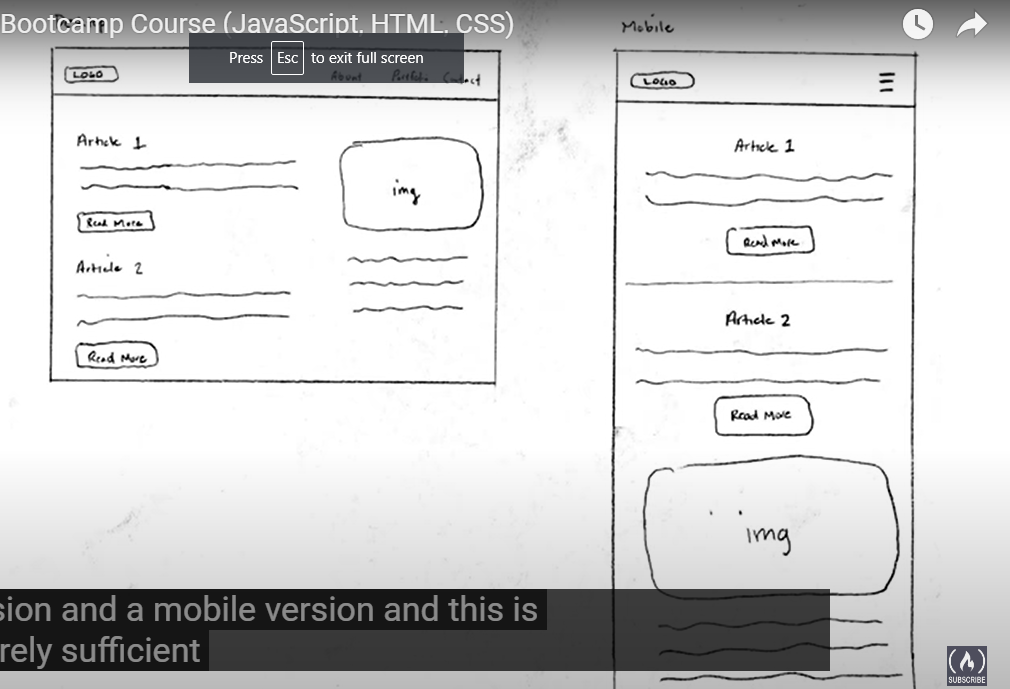 Bootcamp Course (JavaScript, HTML, CSS)
Press Esc to exit full screen
LOGO
About Portfolio Contact
Article 1
Read More
Article 2
Read More
img
Mobile
LOGO
Article 1
Read More
Article 2
Read More
img
sion and a mobile version and this is
rely sufficient
SUBSCRIBE